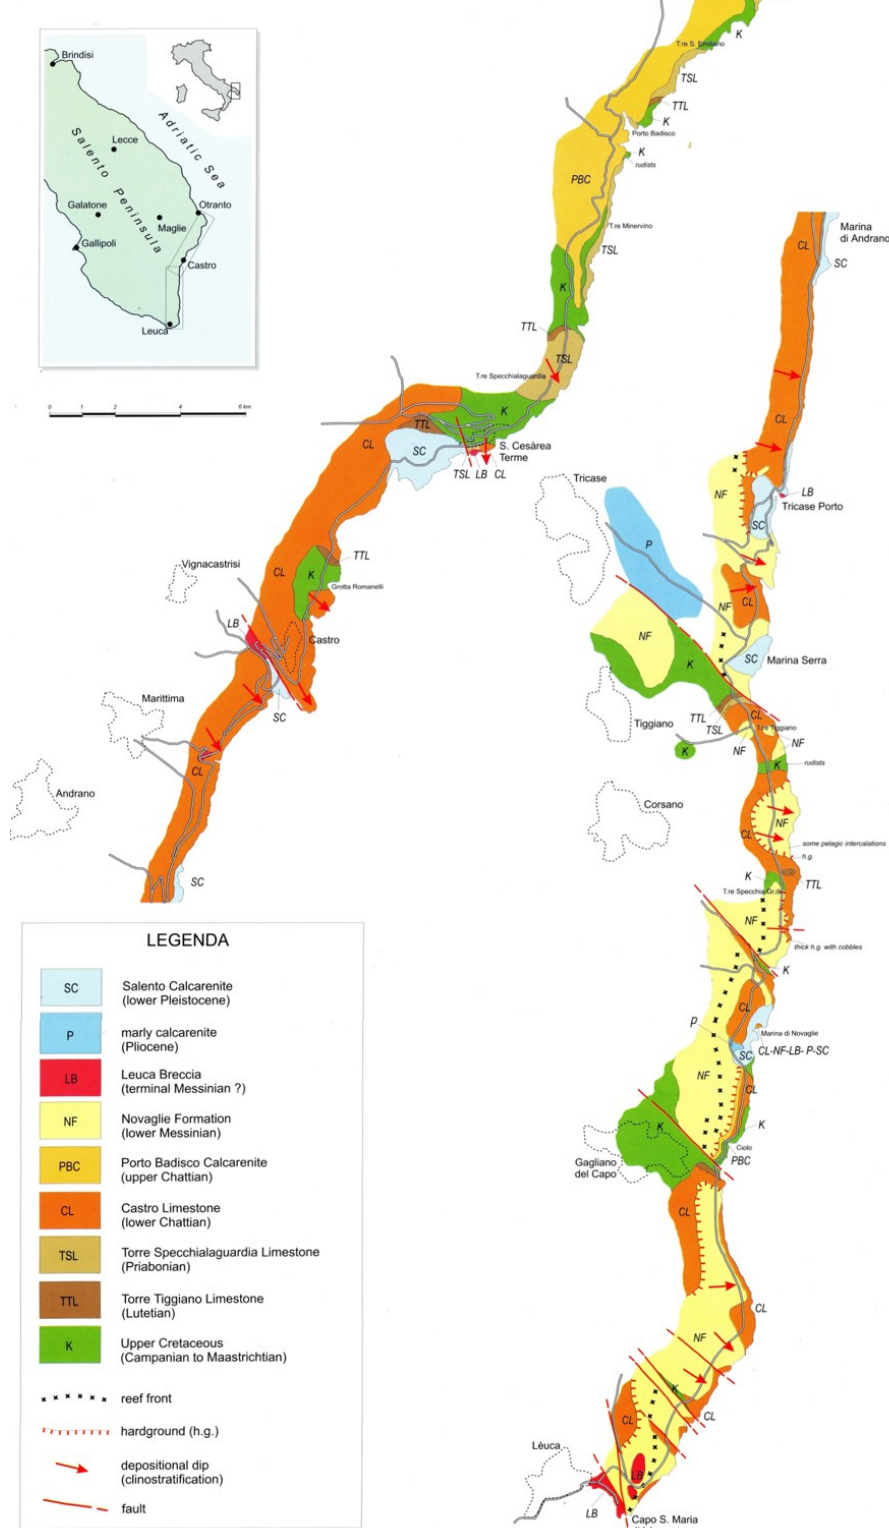 Brindisi
Adriatic Sea
Lecce
Salento Peninsula
Galatone
Otranto
Maglie
Gallipoli
Castro
Leuca
0 1 2 4 6 km
K
T.re S. Emiliano
TSL
TTL
K
Porto Badisco
K
rudists
PBC
T.re Minervino
TSL
K
TTL
TSL
T.re Specchialaguardia
K
TTL
CL
SC
S. Cesàrea
Terme
TSL LB CL
TTL
Vignacastrisi
CL
K
Grotta Romanelli
LB
Castro
Marittima
SC
CL
Andrano
SC
Marina
di Andrano
CL
SC
CL
NF
LB
Tricase Porto
SC
Tricase
P
NF
CL
NF
K
SC
Marina Serra
TTL
TSL
CL
T.re Tiggiano
Tiggiano
NF
NF
K
K
rudists
Corsano
CL
NF
some pelagic intercalations
h.g.
K
TTL
T.re Specchia Gr.de
NF
thick h.g. with cobbles
K
CL
P
Marina di Novaglie
SC
CL-NF-LB- P-SC
NF
CL
K
K
Ciolo
PBC
Gagliano
del Capo
CL
CL
NF
K
CL
CL
Lèuca
LB
LB
Capo S. Maria
LEGENDA
SC
Salento Calcarenite
(lower Pleistocene)
P
marly calcarenite
(Pliocene)
LB
Leuca Breccia
(terminal Messinian ?)
NF
Novaglie Formation
(lower Messinian)
PBC
Porto Badisco Calcarenite
(upper Chattian)
CL
Castro Limestone
(lower Chattian)
TSL
Torre Specchialaguardia Limestone
(Priabonian)
TTL
Torre Tiggiano Limestone
(Lutetian)
K
Upper Cretaceous
(Campanian to Maastrichtian)
reef front
hardground (h.g.)
depositional dip
(clinostratification)
fault